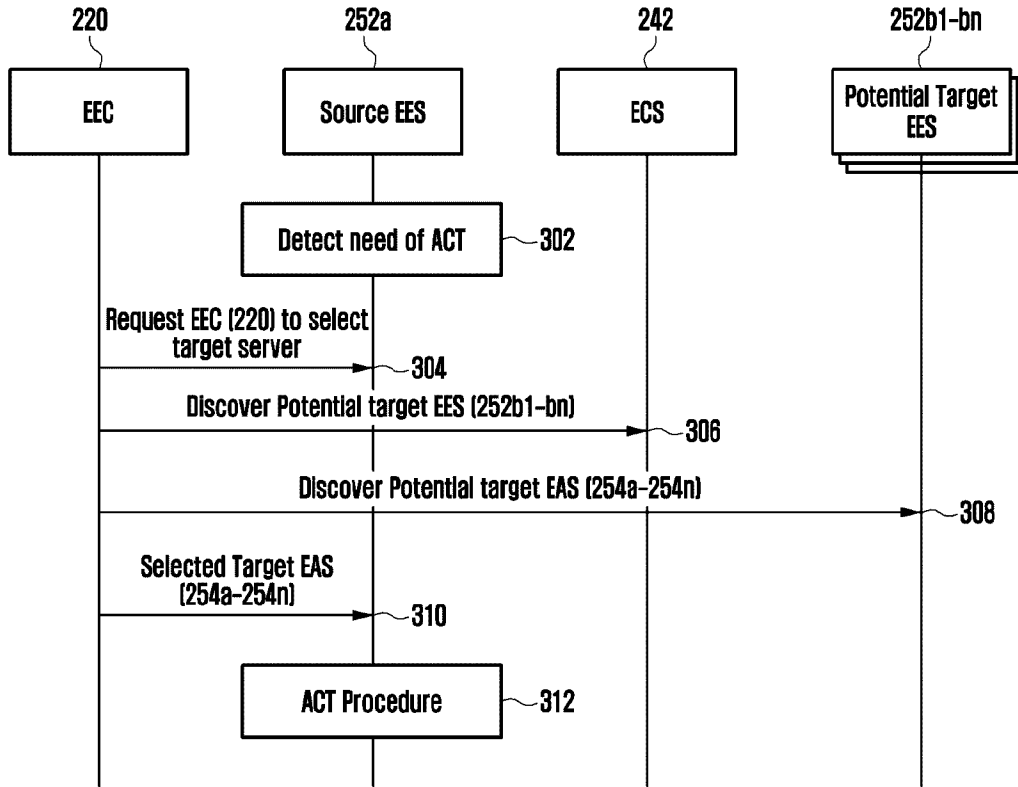 220
252a
242
252b1-bn
EEC
Source EES
ECS
Potential Target
EES
Detect need of ACT
302
Request EEC (220) to select
target server
304
Discover Potential target EES (252b1-bn)
306
Discover Potential target EAS (254a-254n)
308
Selected Target EAS
(254a-254n)
310
ACT Procedure
312